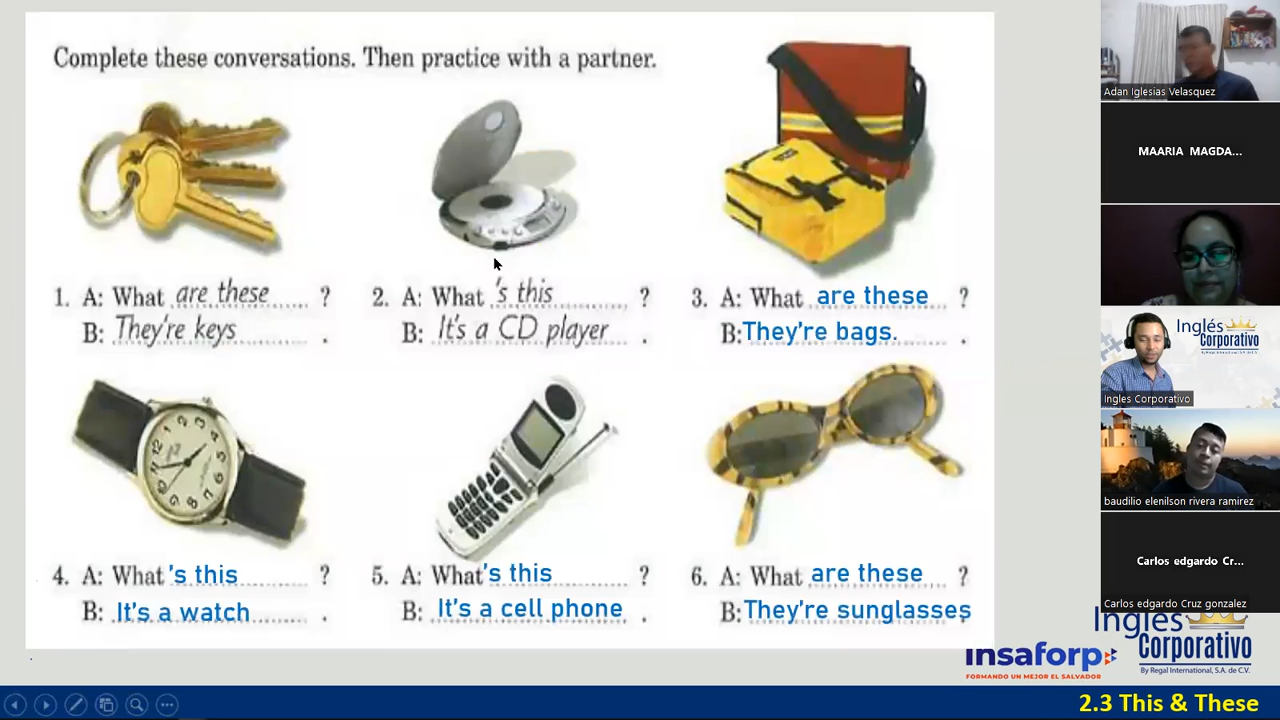 Complete these conversations. Then practice with a partner.
1. A: What are these ?
B: They're keys .
2. A: What 's this ?
B: It's a CD player .
3. A: What are these ?
B: They're bags. .
4. A: What 's this ?
B: It's a watch .
5. A: What 's this ?
B: It's a cell phone .
6. A: What are these ?
B: They're sunglasses .
Adan Iglesias Velasquez
MAARIA MAGDA...
Inglés
Corporativo
By Regal International, S.A. de C.V.
Ingles Corporativo
baudilio elenilson rivera ramirez
Carlos edgardo Cr...
Carlos edgardo Cruz gonzalez
Inglés
Corporativo
By Regal International, S.A. de C.V.
insaforp
FORMANDO UN MEJOR EL SALVADOR
2.3 This & These